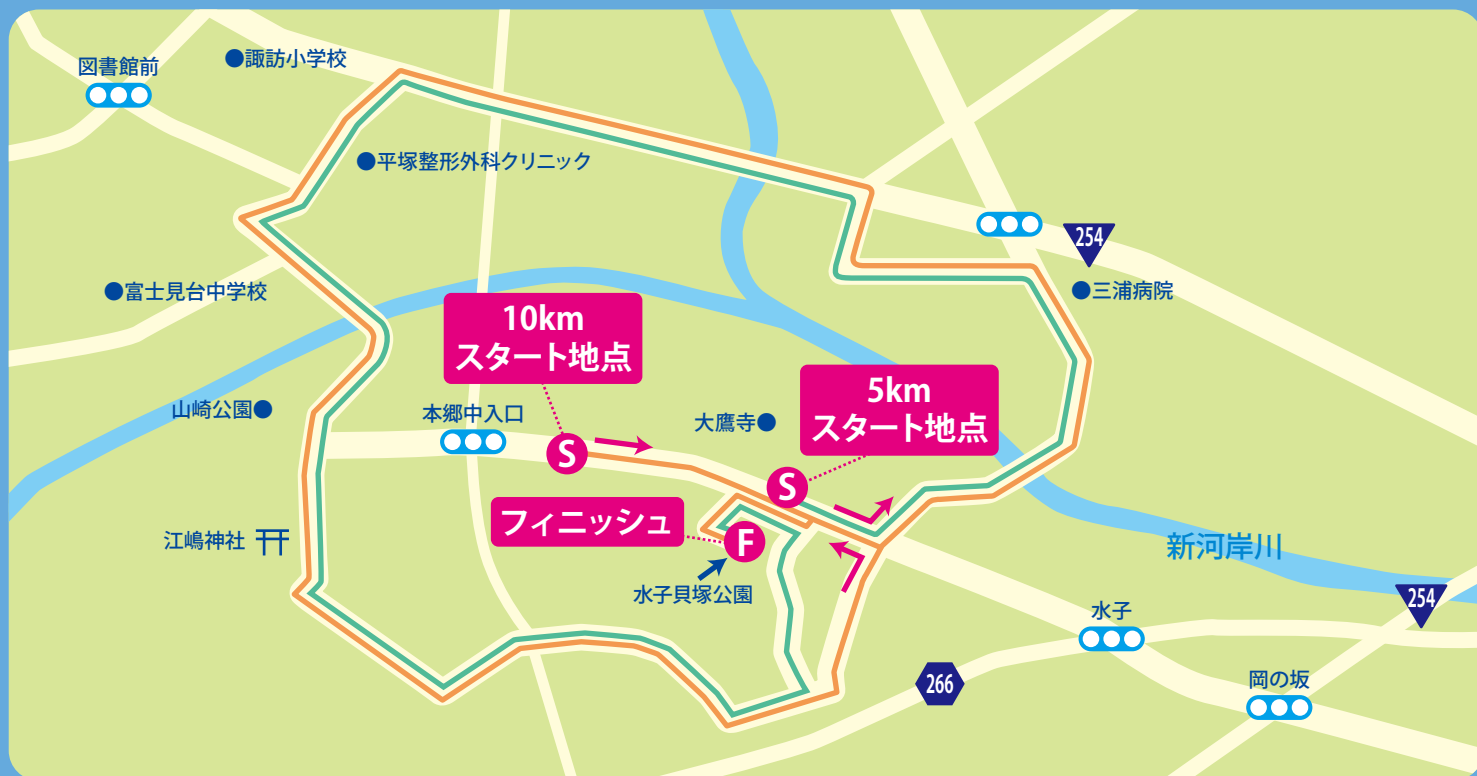 諏訪小学校
図書館前
平塚整形外科クリニック
254
三浦病院
富士見台中学校
10km
スタート地点
5km
スタート地点
山崎公園
本郷中入口
大鷹寺
S
S
フィニッシュ
F
江嶋神社
新河岸川
水子貝塚公園
水子
254
266
岡の坂